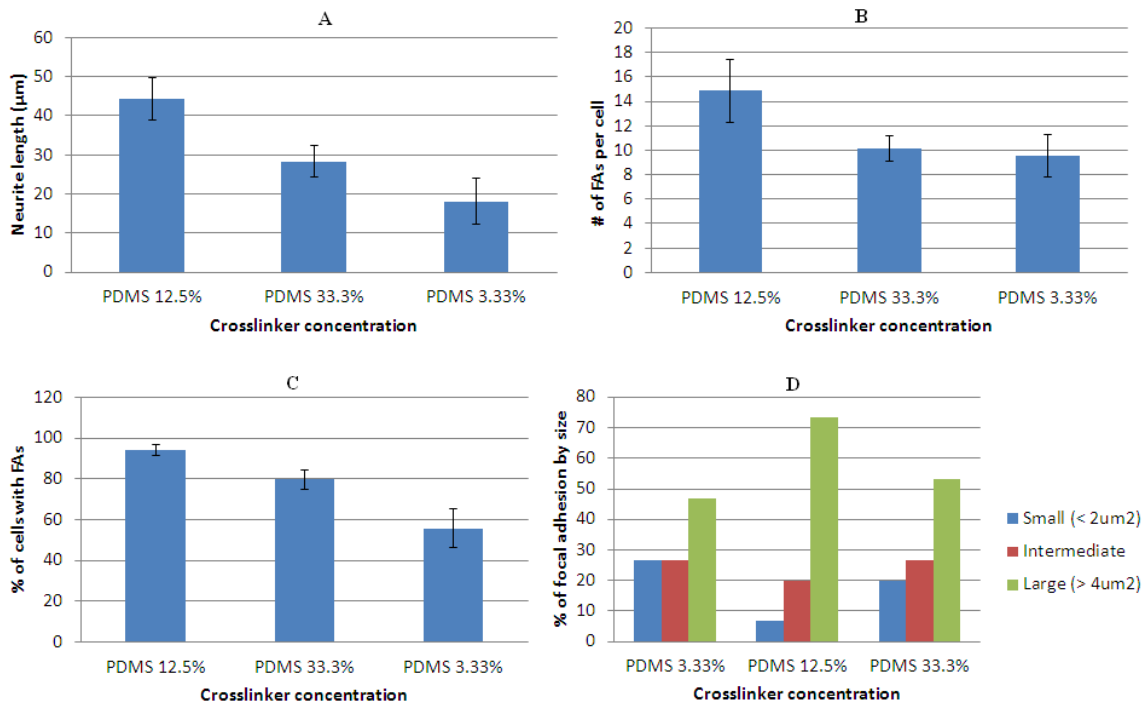 A
Neurite length (µm)
60
50
40
30
20
10
0
PDMS 12.5% PDMS 33.3% PDMS 3.33%
Crosslinker concentration
B
# of FAs per cell
20
18
16
14
12
10
8
6
4
2
0
PDMS 12.5% PDMS 33.3% PDMS 3.33%
Crosslinker concentration
C
% of cells with FAs
120
100
80
60
40
20
0
PDMS 12.5% PDMS 33.3% PDMS 3.33%
Crosslinker concentration
D
% of focal adhesion by size
80
70
60
50
40
30
20
10
0
PDMS 3.33% PDMS 12.5% PDMS 33.3%
Crosslinker concentration
Small (< 2um2)
Intermediate
Large (> 4um2)